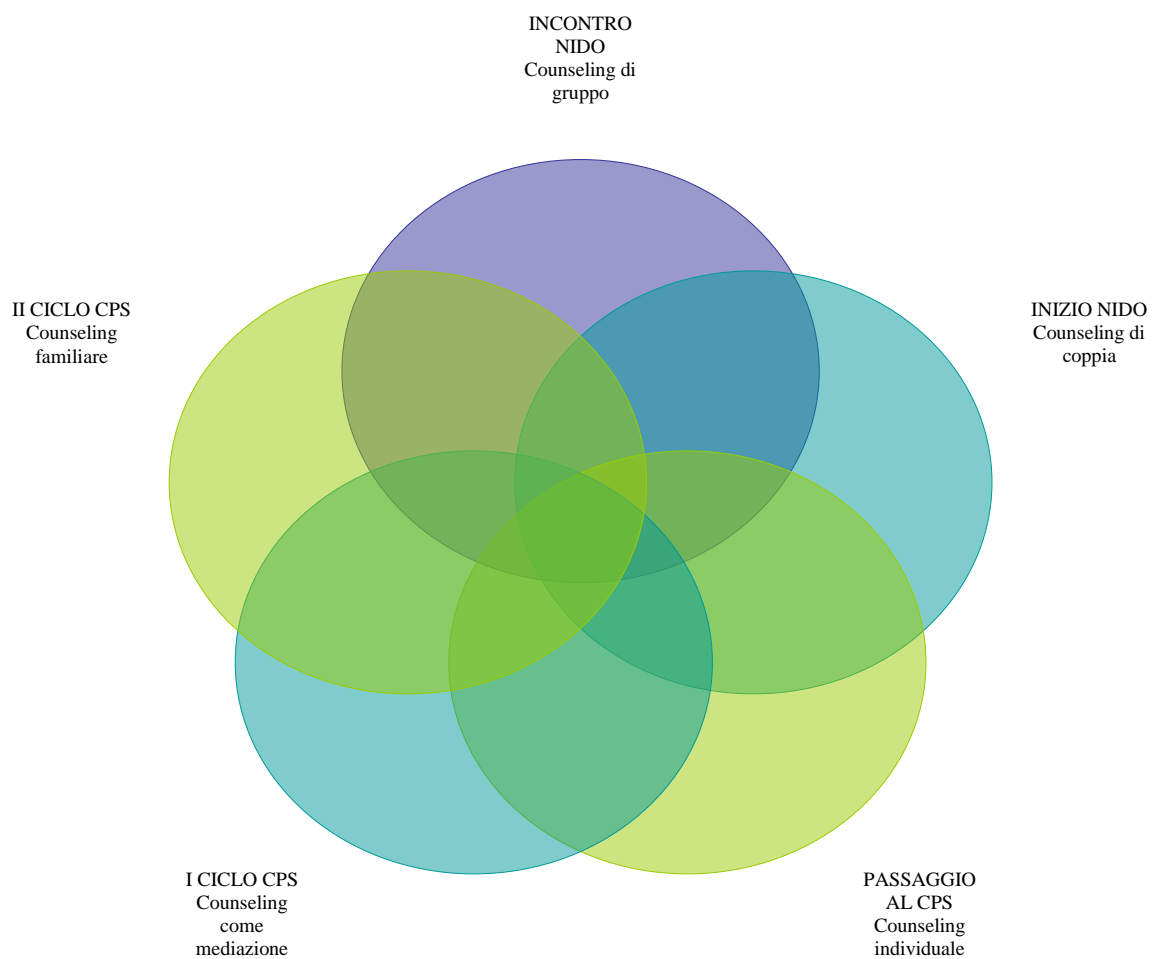 INCONTRO
NIDO
Counseling di
gruppo
II CICLO CPS
Counseling
familiare
INIZIO NIDO
Counseling di
coppia
I CICLO CPS
Counseling
come
mediazione
PASSAGGIO
AL CPS
Counseling
individuale